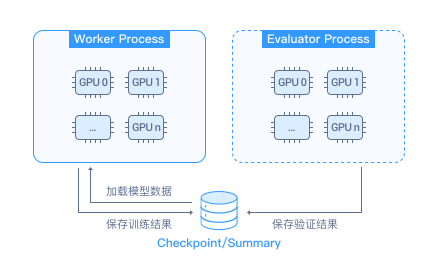 Worker Process
Evaluator Process
GPU 0
GPU 1
GPU 0
GPU 1
...
GPU n
...
GPU n
加载模型数据
保存训练结果
保存验证结果
Checkpoint/Summary